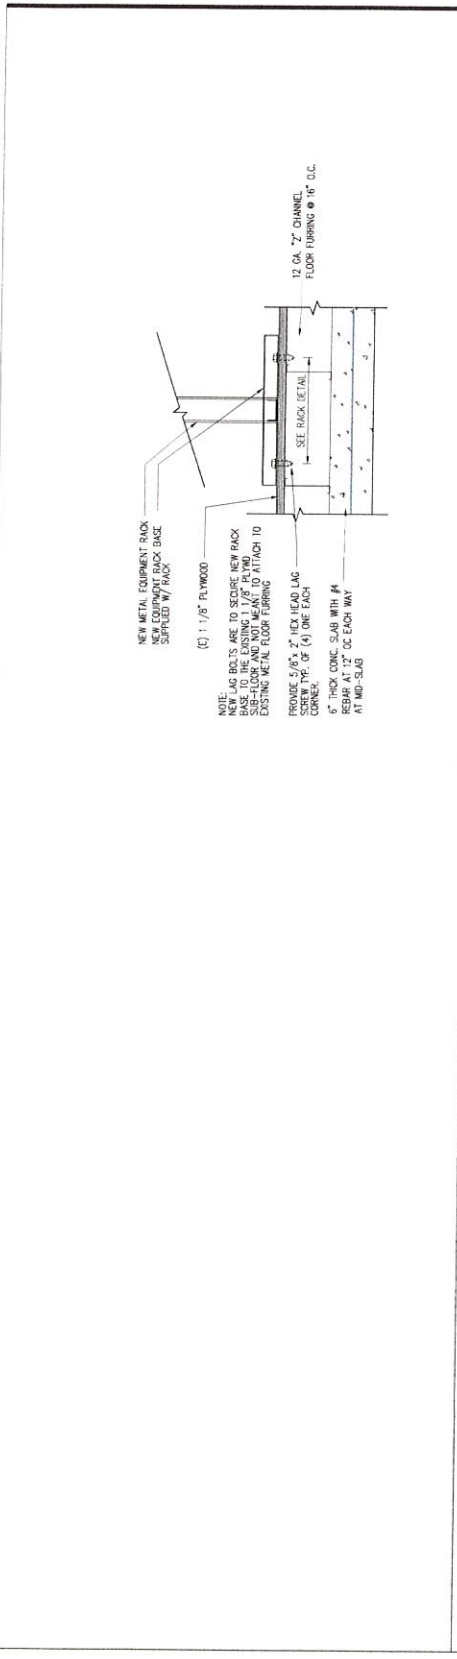 NEW METAL EQUIPMENT RACK
NEW EQUIPMENT RACK BASE
SUPPLIED W/ RACK
(E) 1 1/8" PLYWOOD
NOTE:
NEW LAG BOLTS ARE TO SECURE NEW RACK
BASE TO THE EXISTING 1 1/8" PLYWD
SUB-FLOOR AND NOT MEANT TO ATTACH TO
EXISTING METAL FLOOR FURRING
PROVIDE 5/8"x 2" HEX HEAD LAG
SCREW TYP. OF (4) ONE EACH
CORNER.
6" THICK CONC. SLAB WITH #4
REBAR AT 12" OC EACH WAY
AT MID-SLAB
SEE RACK DETAIL
12 GA. "Z" CHANNEL
FLOOR FURRING @ 16" O.C.